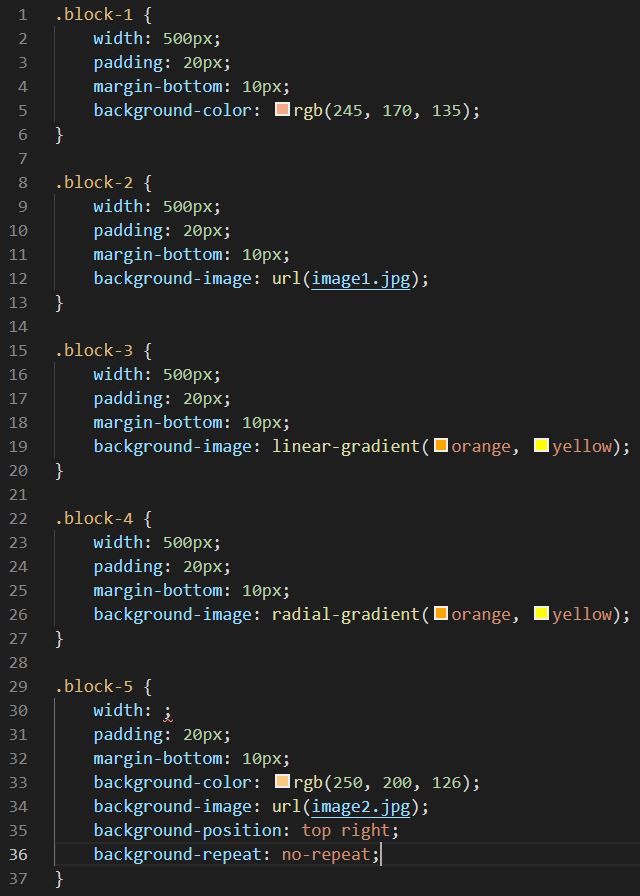 1 .block-1 {
2 width: 500px;
3 padding: 20px;
4 margin-bottom: 10px;
5 background-color: rgb(245, 170, 135);
6 }
7
8 .block-2 {
9 width: 500px;
10 padding: 20px;
11 margin-bottom: 10px;
12 background-image: url(image1.jpg);
13 }
14
15 .block-3 {
16 width: 500px;
17 padding: 20px;
18 margin-bottom: 10px;
19 background-image: linear-gradient(orange, yellow);
20 }
21
22 .block-4 {
23 width: 500px;
24 padding: 20px;
25 margin-bottom: 10px;
26 background-image: radial-gradient(orange, yellow);
27 }
28
29 .block-5 {
30 width: ;
31 padding: 20px;
32 margin-bottom: 10px;
33 background-color: rgb(250, 200, 126);
34 background-image: url(image2.jpg);
35 background-position: top right;
36 background-repeat: no-repeat;
37 }